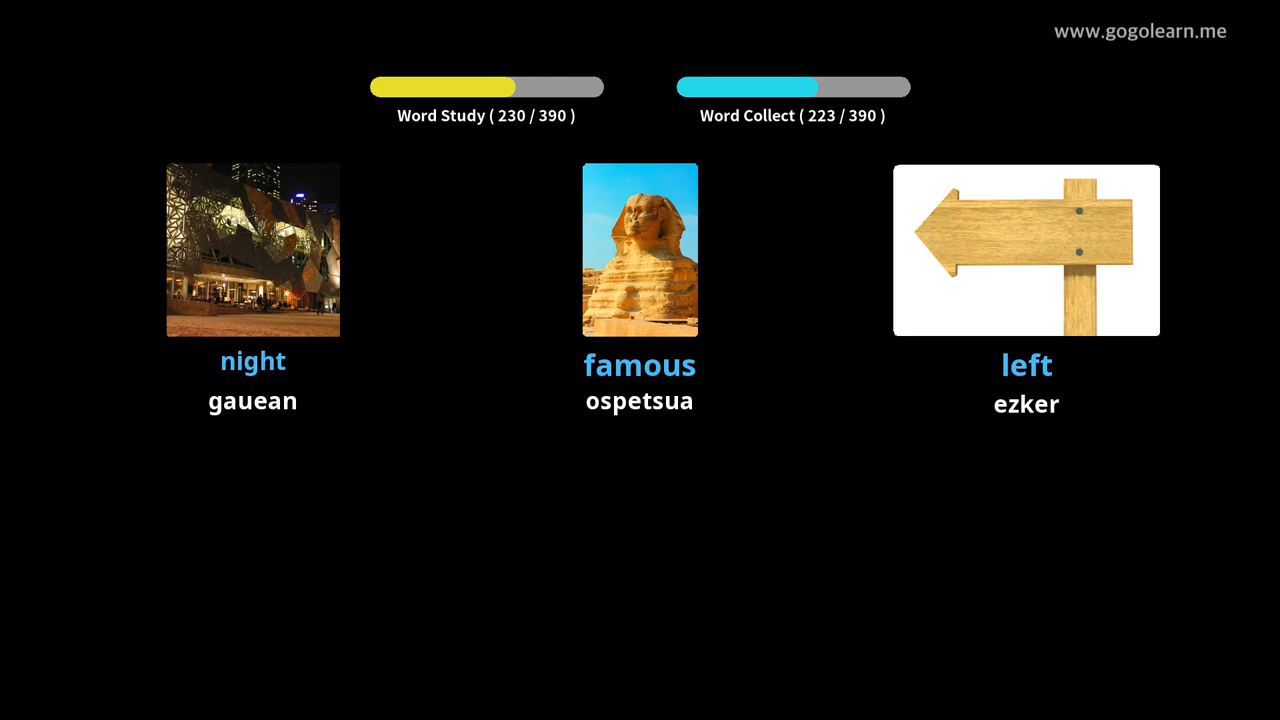 www.gogolearn.me
Word Study ( 230 / 390 )
Word Collect ( 223 / 390 )
night
famous
left
gauean
ospetsua
ezker